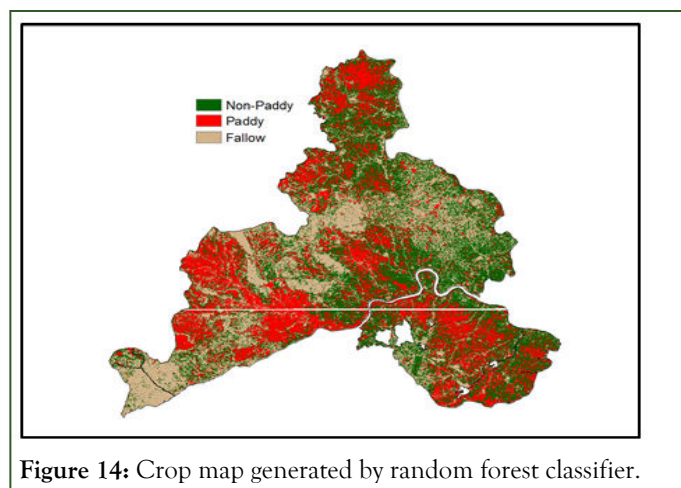 Non-Paddy
Paddy
Fallow
Figure 14: Crop map generated by random forest classifier.